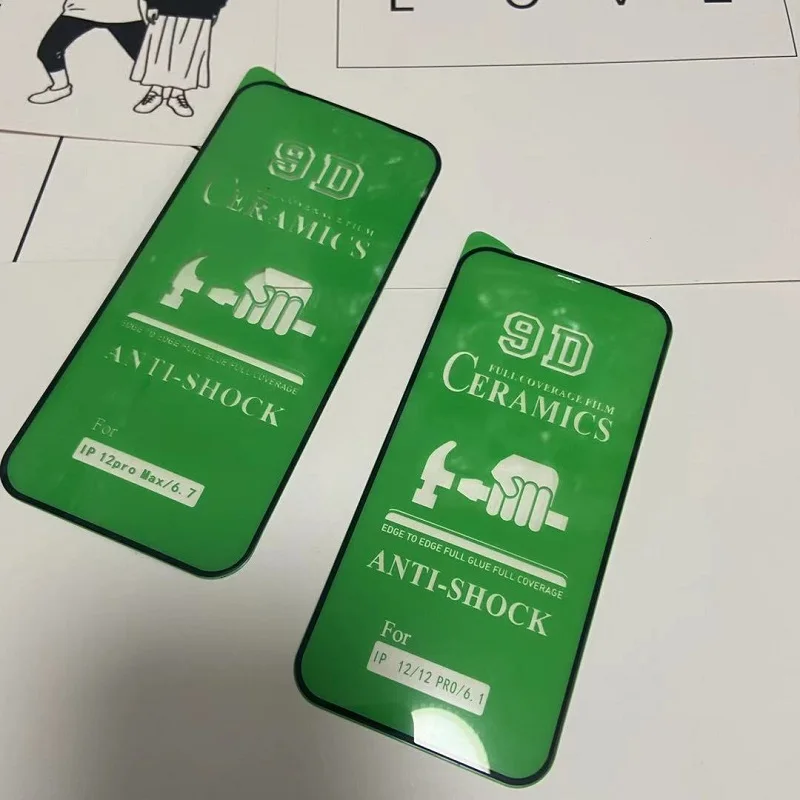 LOVE
9D
FULL COVERAGE FILM
CERAMICS
EDGE TO EDGE FULL GLUE FULL COVERAGE
ANTI-SHOCK
For
IP 12pro Max/6.7
9D
FULL COVERAGE FILM
CERAMICS
EDGE TO EDGE FULL GLUE FULL COVERAGE
ANTI-SHOCK
For
IP 12/12 PRO/6.1